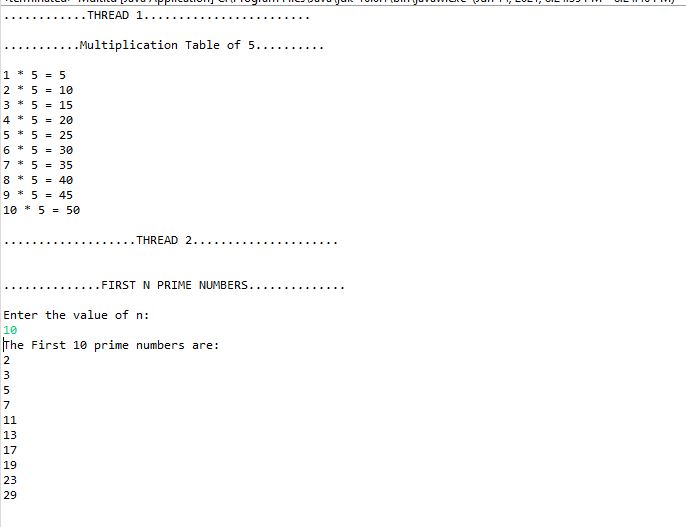 ............THREAD 1........................
...........Multiplication Table of 5..........
1 * 5 = 5
2 * 5 = 10
3 * 5 = 15
4 * 5 = 20
5 * 5 = 25
6 * 5 = 30
7 * 5 = 35
8 * 5 = 40
9 * 5 = 45
10 * 5 = 50
...................THREAD 2.....................
..............FIRST N PRIME NUMBERS..............
Enter the value of n:
10
The First 10 prime numbers are:
2
3
5
7
11
13
17
19
23
29